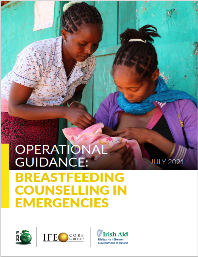 OPERATIONAL
GUIDANCE:
JULY 2021
BREASTFEEDING
COUNSELLING IN
EMERGENCIES
IFE CORE
GROUP
Irish Aid